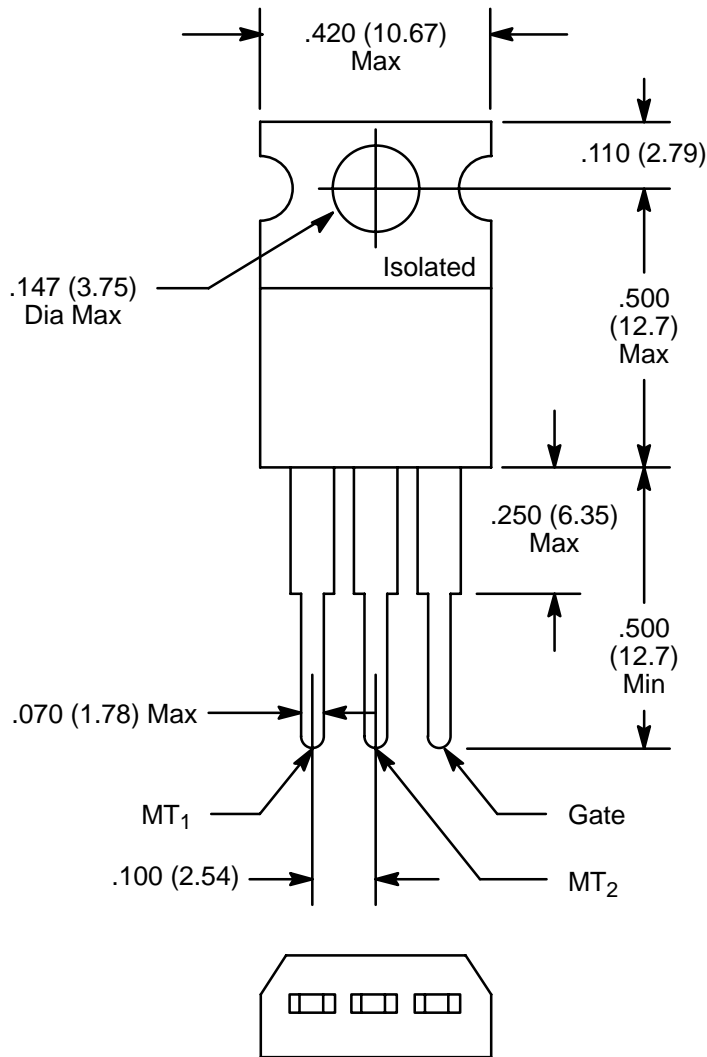 .420 (10.67)
Max
.110 (2.79)
Isolated
.147 (3.75)
Dia Max
.500
(12.7)
Max
.250 (6.35)
Max
.500
(12.7)
Min
.070 (1.78) Max
MT1
Gate
.100 (2.54)
MT2